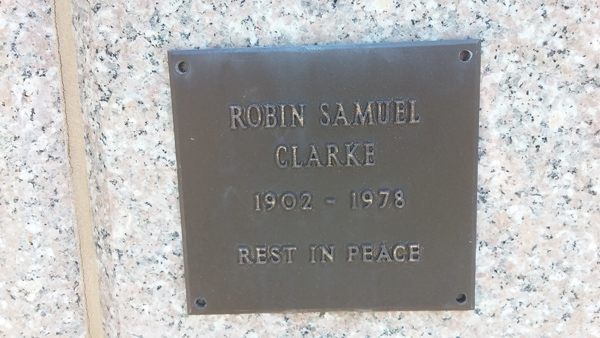 ROBIN SAMUEL
CLARKE
1902 - 1978
REST IN PEACE